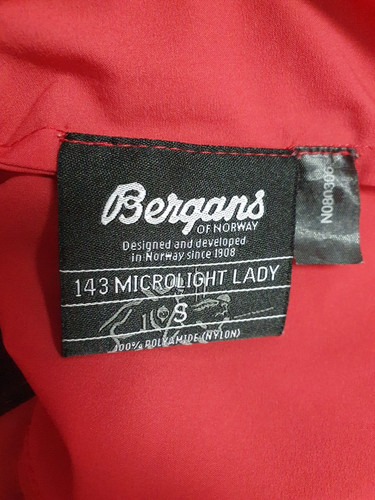 Bergans
OF NORWAY
Designed and developed
in Norway since 1908
143 MICROLIGHT LADY
S
100% POLYAMIDE (NYLON)